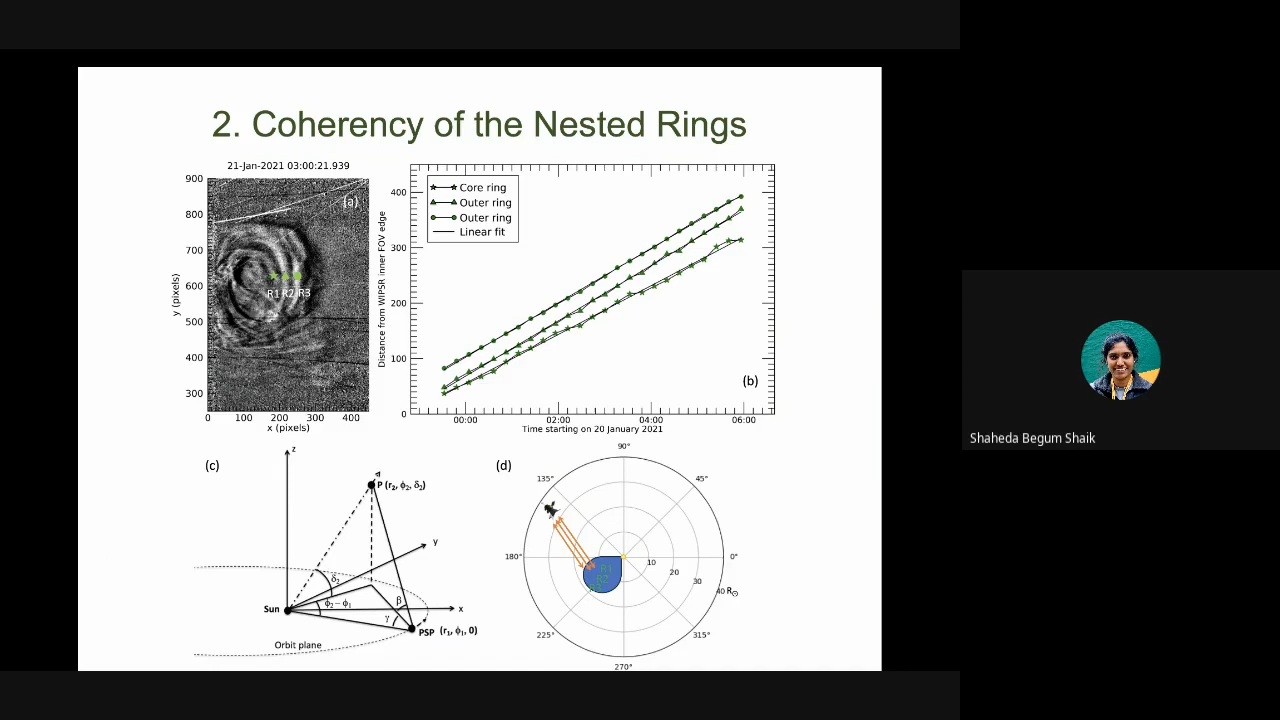 2. Coherency of the Nested Rings
21-Jan-2021 03:00:21.939
(a)
R1 R2 R3
900
800
700
600
500
400
300
y (pixels)
0 100 200 300 400
x (pixels)
Core ring
Outer ring
Outer ring
Linear fit
400
300
200
100
0
Distance from WIPSR inner FOV edge
(b)
00:00 02:00 04:00 06:00
Time starting on 20 January 2021
(c)
z
P (r₂, ϕ₂, δ₂)
y
δ₂
ϕ₂ − ϕ₁
β
γ
Sun
x
PSP (r₁, ϕ₁, 0)
Orbit plane
(d)
90°
135°
45°
180°
0°
R1
R2
10
20
30
40 R⊙
225°
315°
270°
Shaheda Begum Shaik